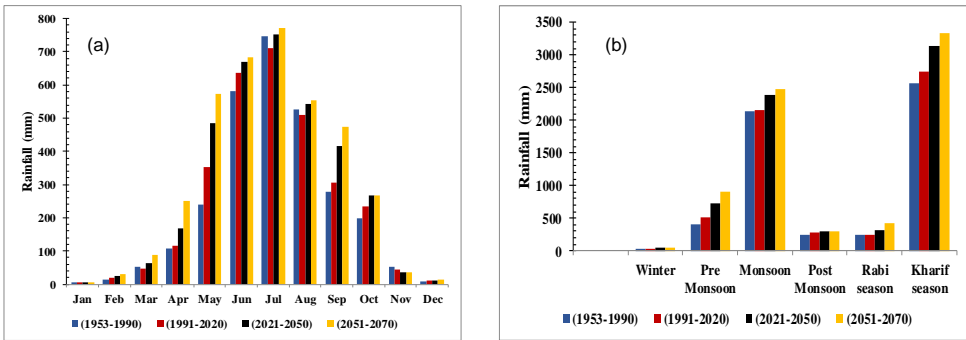 (a)
Rainfall (mm)
800
700
600
500
400
300
200
100
0
Jan Feb Mar Apr May Jun Jul Aug Sep Oct Nov Dec
(1953-1990) (1991-2020) (2021-2050) (2051-2070)
(b)
Rainfall (mm)
3500
3000
2500
2000
1500
1000
500
0
Winter Pre Monsoon Post Rabi Kharif
Monsoon Monsoon season season
(1953-1990) (1991-2020) (2021-2050) (2051-2070)